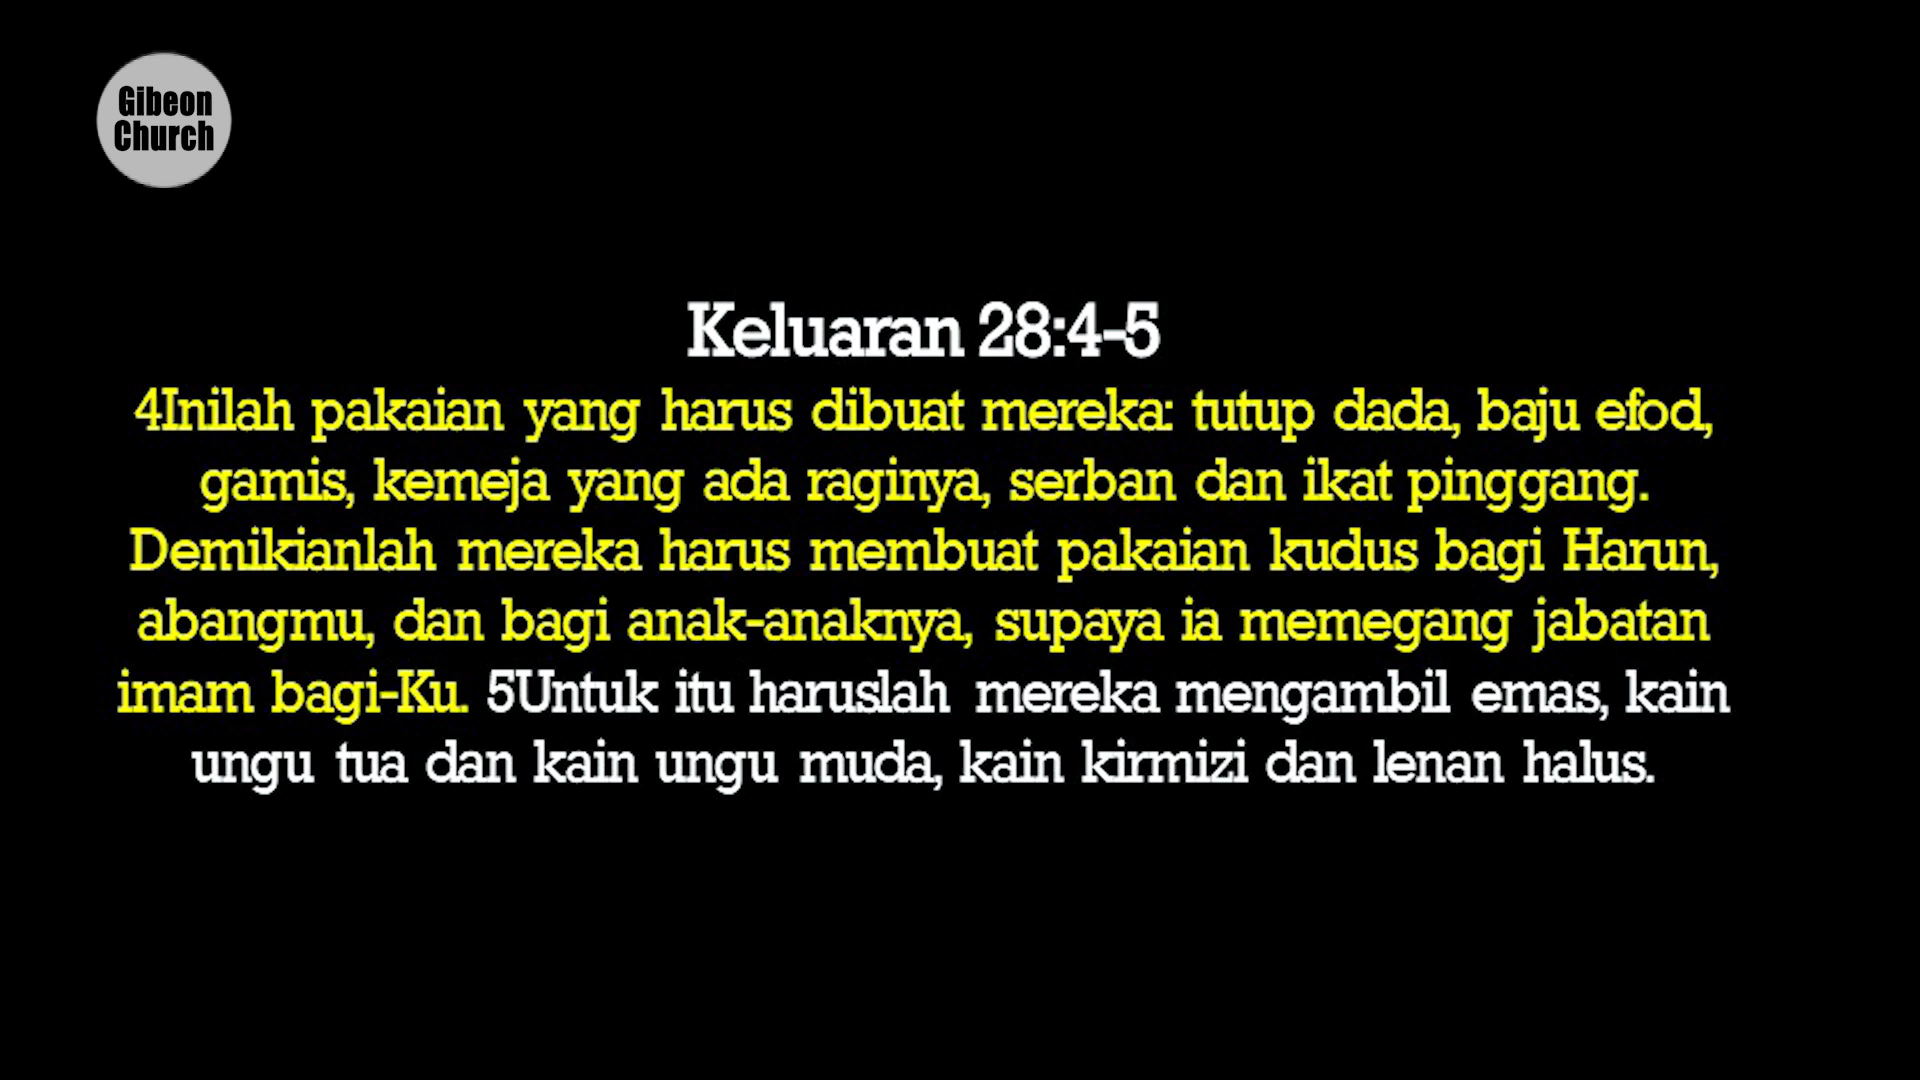 Gibeon
Church
Keluaran 28:4-5
4Inilah pakaian yang harus dibuat mereka: tutup dada, baju efod,
gamis, kemeja yang ada raginya, serban dan ikat pinggang.
Demikianlah mereka harus membuat pakaian kudus bagi Harun,
abangmu, dan bagi anak-anaknya, supaya ia memegang jabatan
imam bagi-Ku. 5Untuk itu haruslah mereka mengambil emas, kain
ungu tua dan kain ungu muda, kain kirmizi dan lenan halus.